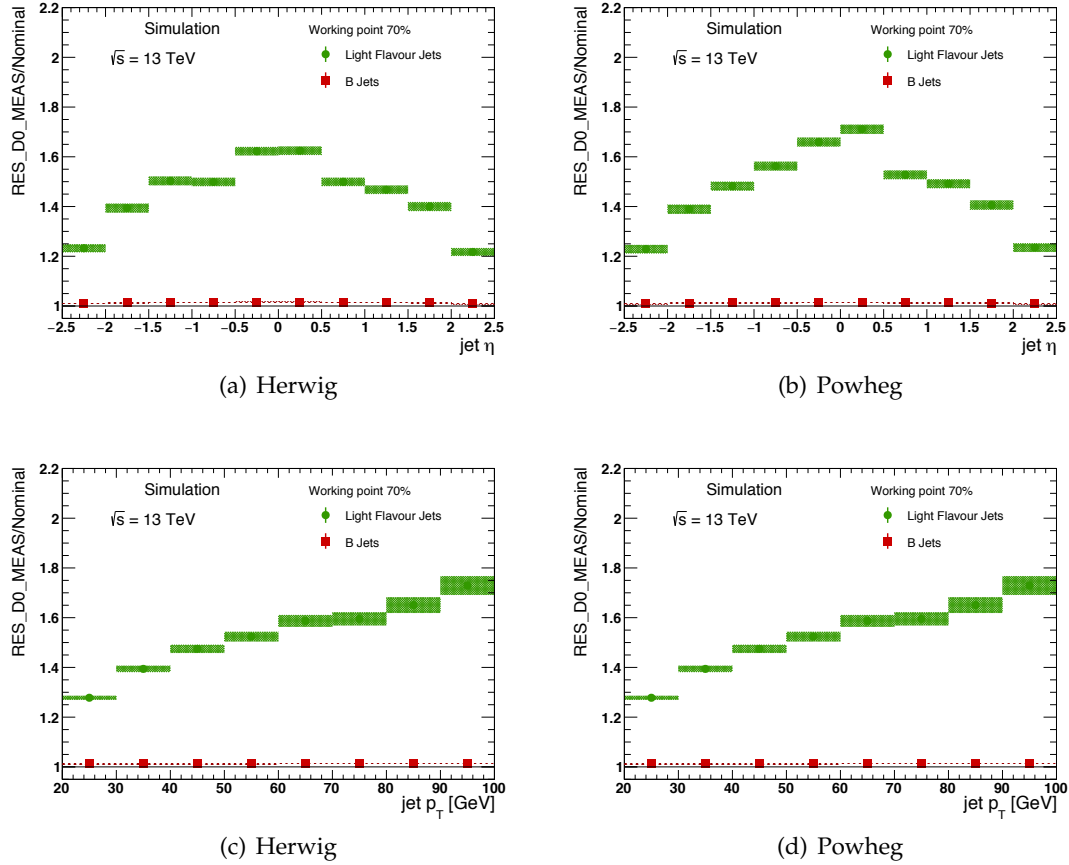 RES_D0_MEAS/Nominal
2.2
2
1.8
1.6
1.4
1.2
1
Simulation
√s = 13 TeV
Working point 70%
Light Flavour Jets
B Jets
−2.5 −2 −1.5 −1 −0.5 0 0.5 1 1.5 2 2.5
jet η
(a) Herwig
RES_D0_MEAS/Nominal
2.2
2
1.8
1.6
1.4
1.2
1
Simulation
√s = 13 TeV
Working point 70%
Light Flavour Jets
B Jets
−2.5 −2 −1.5 −1 −0.5 0 0.5 1 1.5 2 2.5
jet η
(b) Powheg
RES_D0_MEAS/Nominal
2.2
2
1.8
1.6
1.4
1.2
1
Simulation
√s = 13 TeV
Working point 70%
Light Flavour Jets
B Jets
20 30 40 50 60 70 80 90 100
jet p_T [GeV]
(c) Herwig
RES_D0_MEAS/Nominal
2.2
2
1.8
1.6
1.4
1.2
1
Simulation
√s = 13 TeV
Working point 70%
Light Flavour Jets
B Jets
20 30 40 50 60 70 80 90 100
jet p_T [GeV]
(d) Powheg